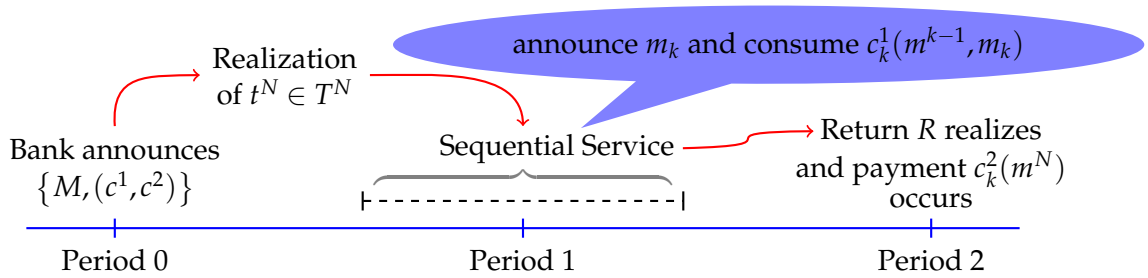 announce m_k and consume c_k^1(m^{k-1}, m_k)
Realization
of t^N ∈ T^N
Bank announces
{M, (c^1, c^2)}
Sequential Service
Return R realizes
and payment c_k^2(m^N)
occurs
Period 0
Period 1
Period 2